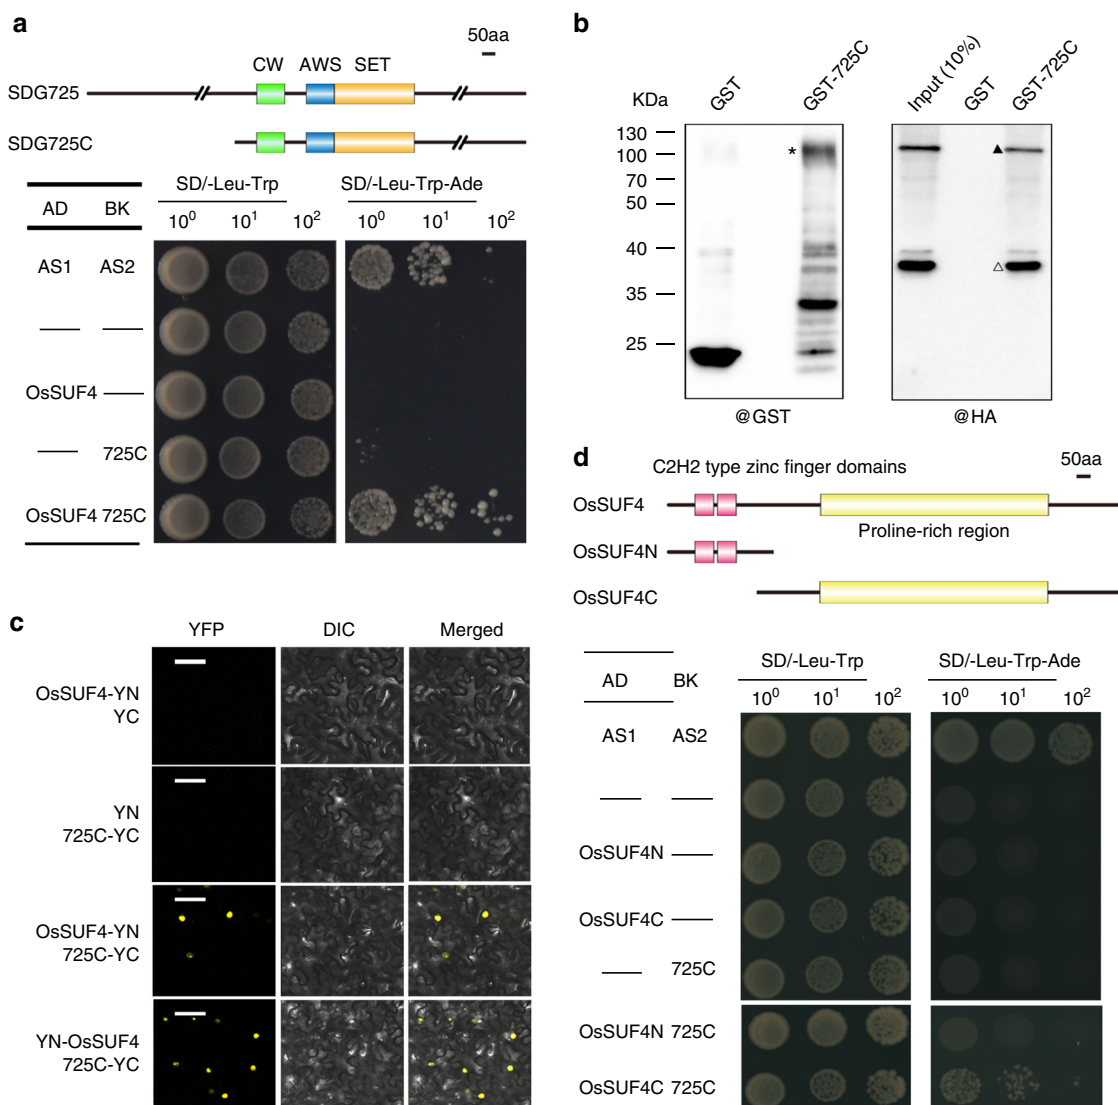 a
50aa
CW AWS SET
SDG725
SDG725C
SD/-Leu-Trp SD/-Leu-Trp-Ade
AD BK
10⁰ 10¹ 10² 10⁰ 10¹ 10²
AS1 AS2
— —
OsSUF4 —
— 725C
OsSUF4 725C
b
KDa GST GST-725C Input (10%) GST GST-725C
130
100
*
70
50
40
35
25
@GST @HA
c
YFP DIC Merged
OsSUF4-YN
YC
YN
725C-YC
OsSUF4-YN
725C-YC
YN-OsSUF4
725C-YC
d
C2H2 type zinc finger domains
50aa
OsSUF4
Proline-rich region
OsSUF4N
OsSUF4C
SD/-Leu-Trp SD/-Leu-Trp-Ade
AD BK
10⁰ 10¹ 10² 10⁰ 10¹ 10²
AS1 AS2
— —
OsSUF4N —
OsSUF4C —
— 725C
OsSUF4N 725C
OsSUF4C 725C